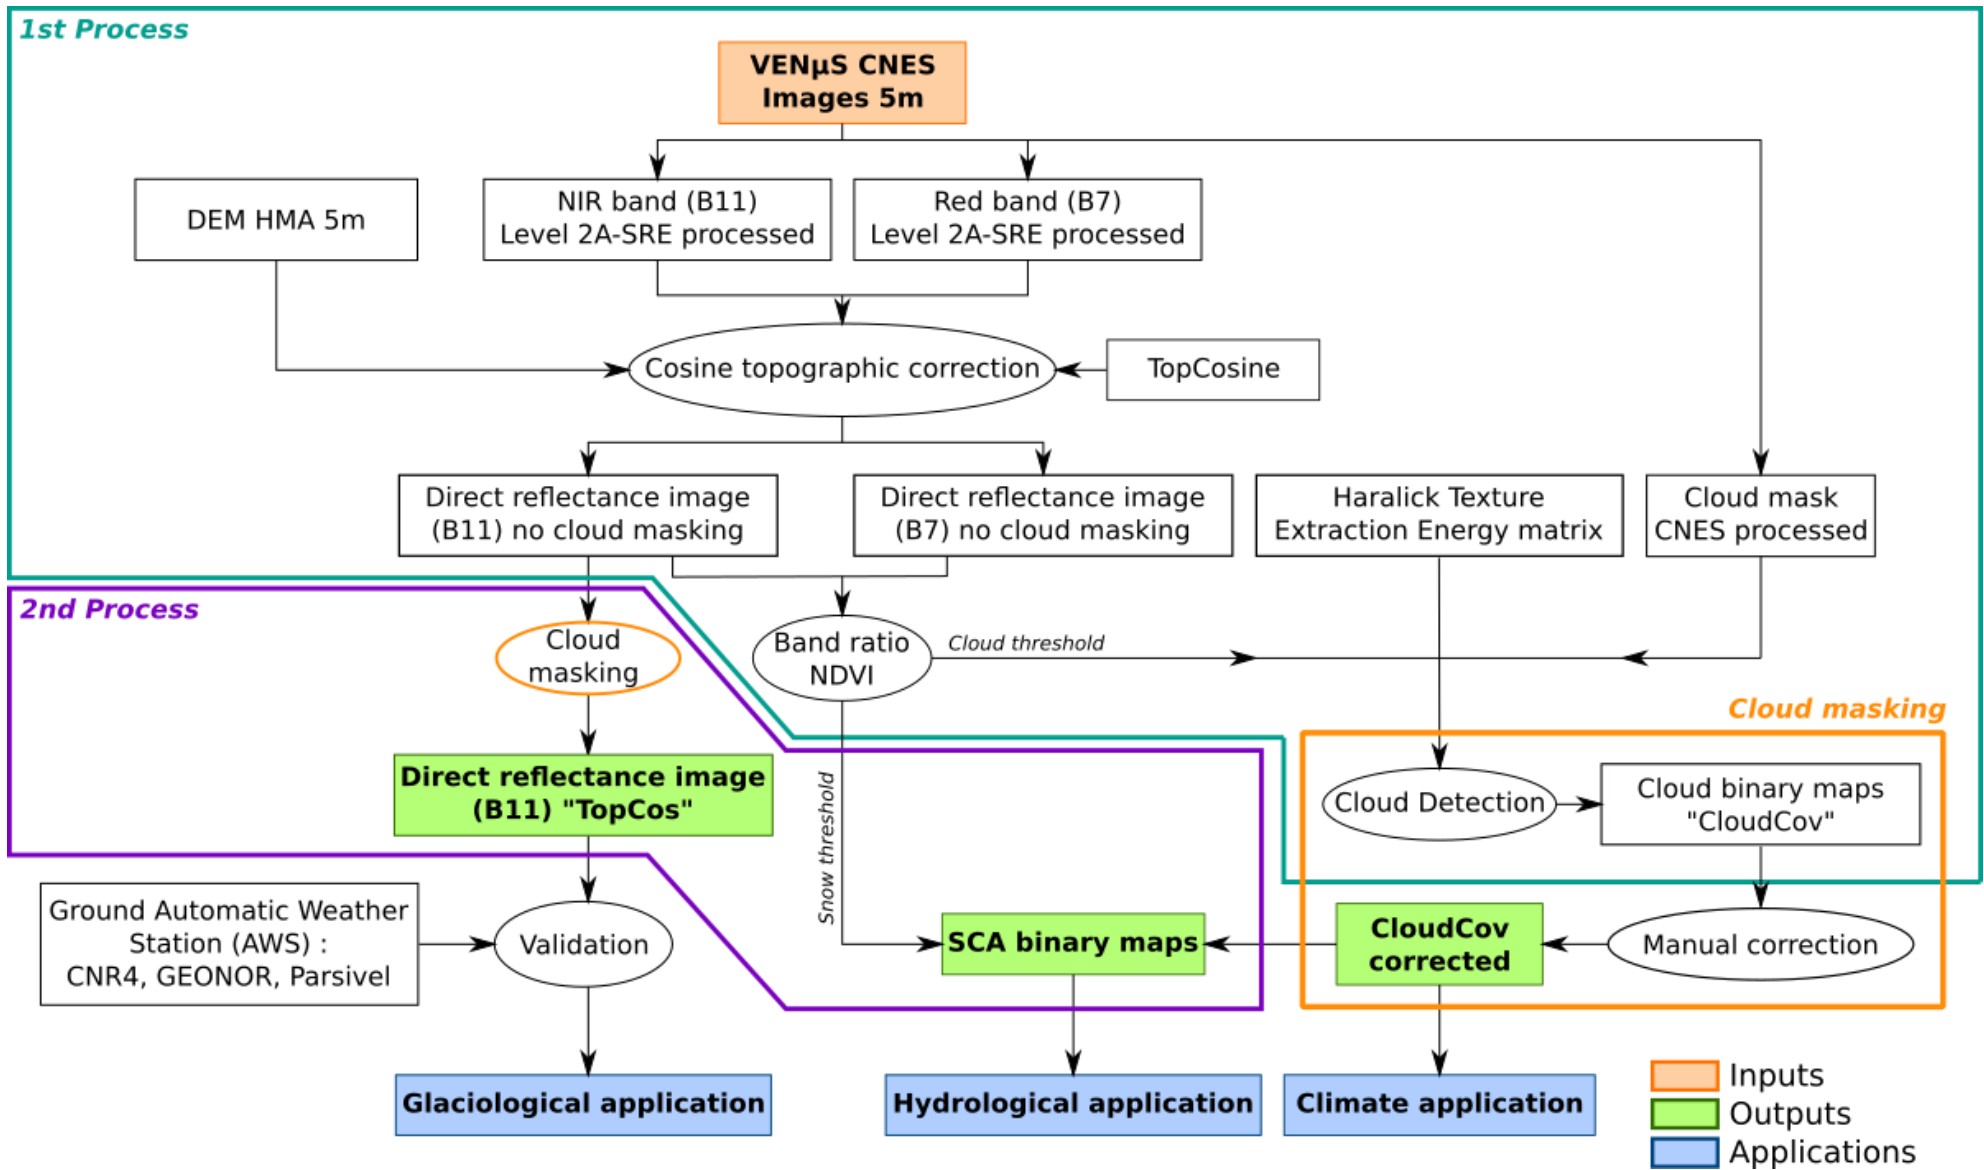 1st Process
VENµS CNES
Images 5m
DEM HMA 5m
NIR band (B11)
Level 2A-SRE processed
Red band (B7)
Level 2A-SRE processed
Cosine topographic correction
TopCosine
Direct reflectance image
(B11) no cloud masking
Direct reflectance image
(B7) no cloud masking
Haralick Texture
Extraction Energy matrix
Cloud mask
CNES processed
2nd Process
Cloud
masking
Band ratio
NDVI
Cloud threshold
Cloud masking
Direct reflectance image
(B11) "TopCos"
Snow threshold
Cloud Detection
Cloud binary maps
"CloudCov"
Ground Automatic Weather
Station (AWS) :
CNR4, GEONOR, Parsivel
Validation
SCA binary maps
CloudCov
corrected
Manual correction
Glaciological application
Hydrological application
Climate application
Inputs
Outputs
Applications